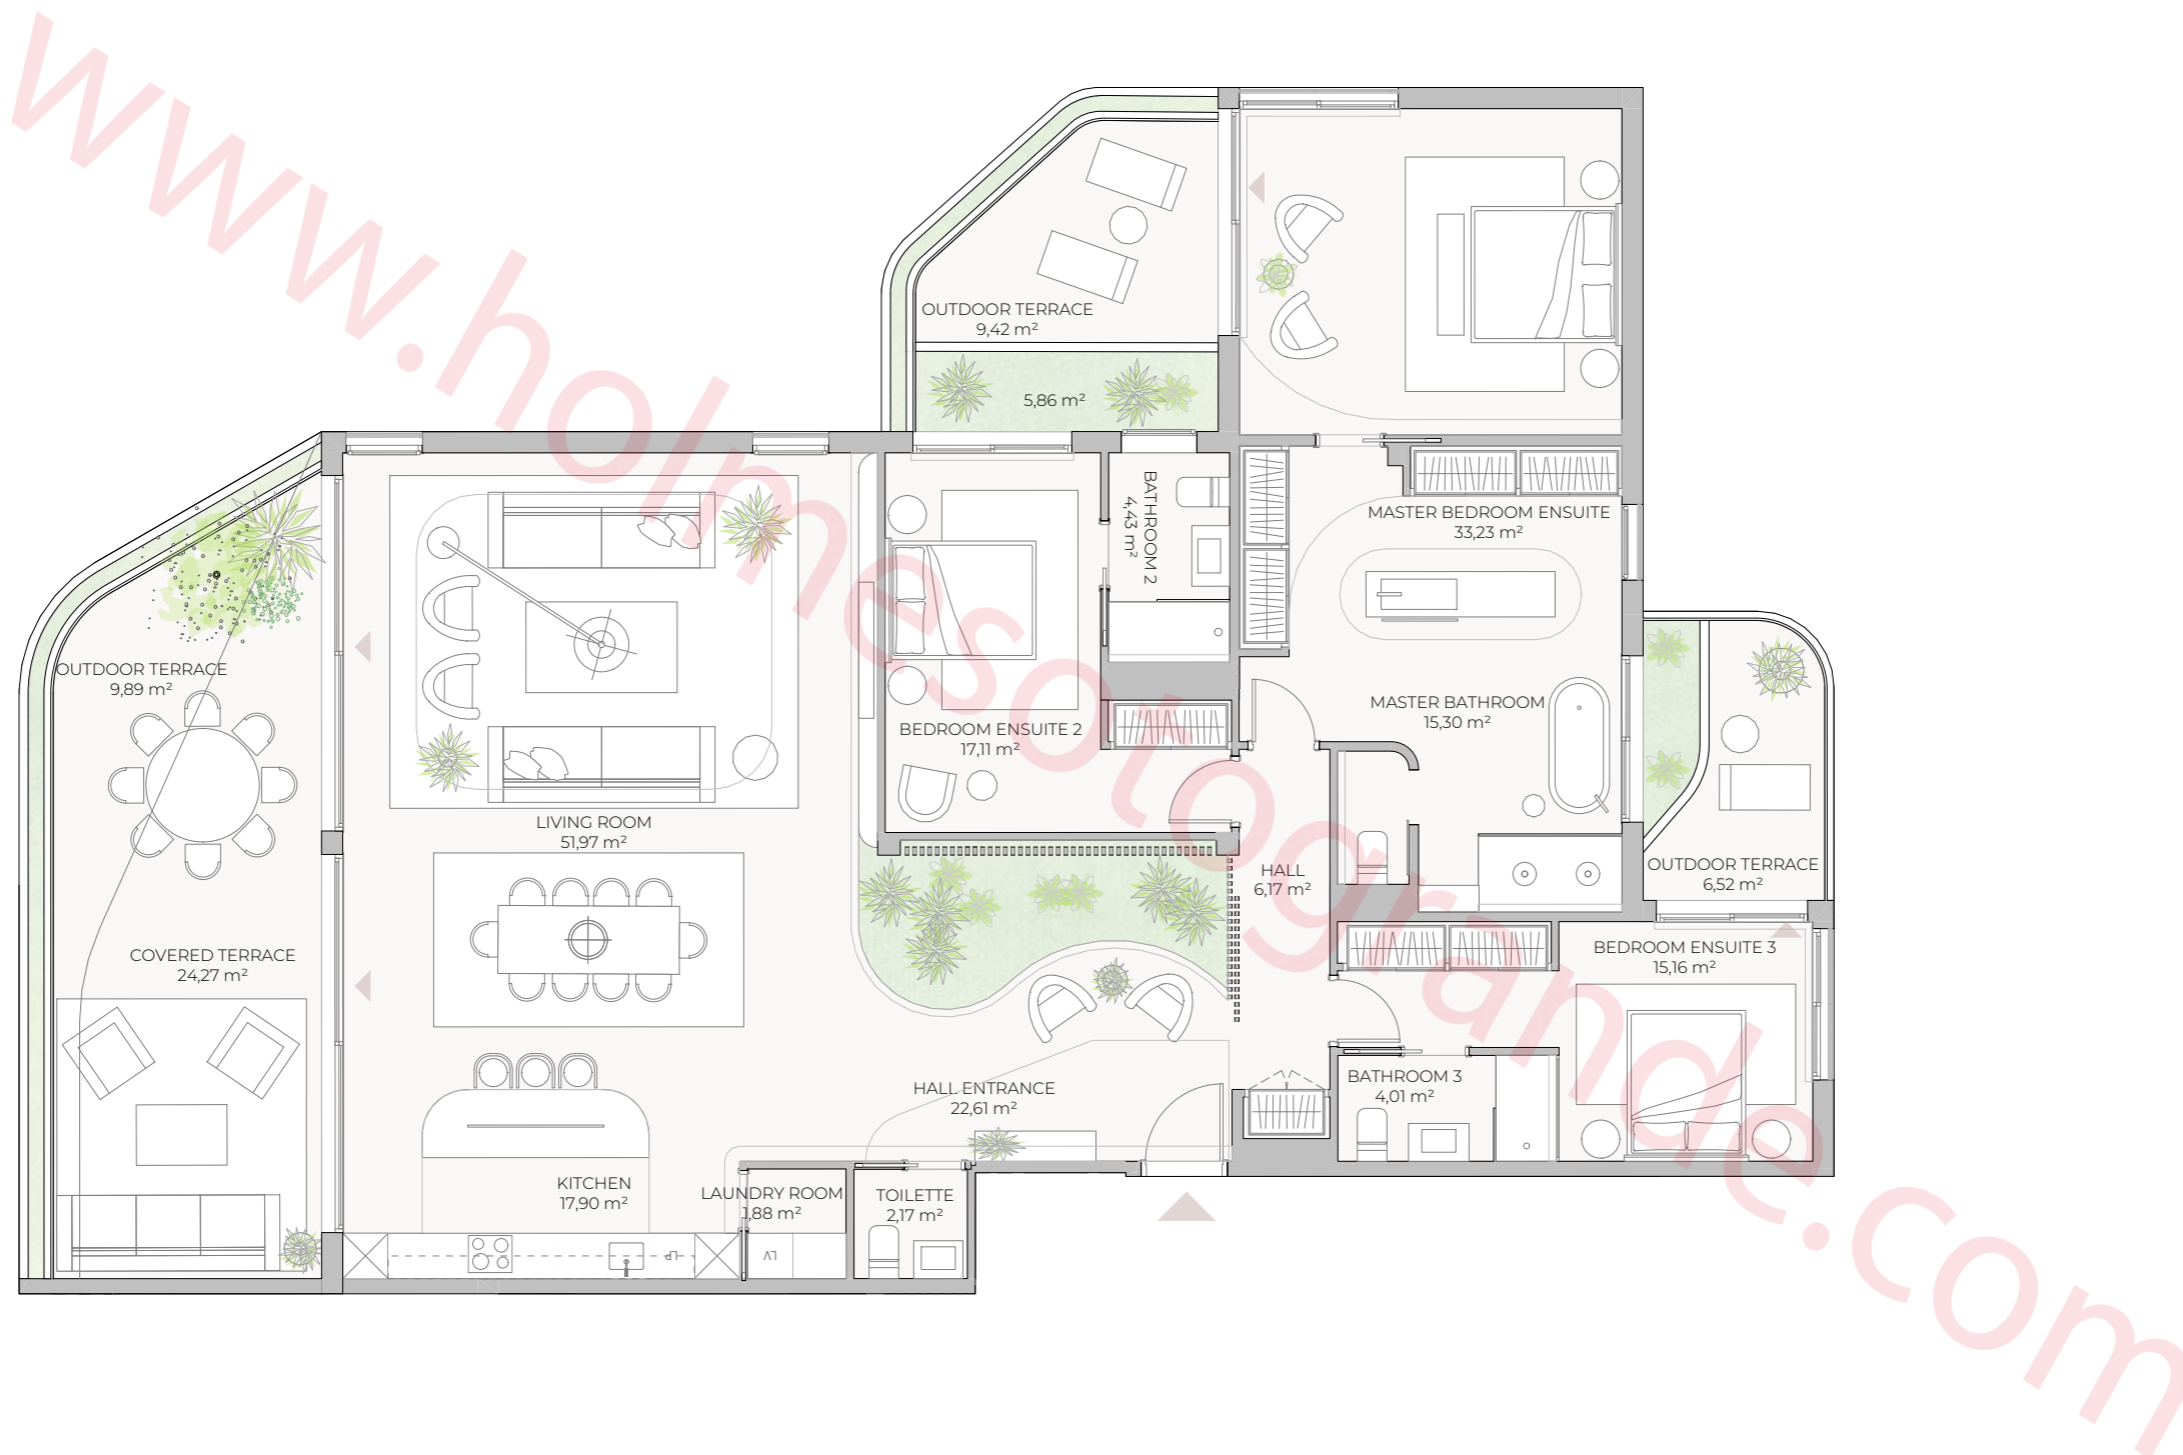 www.holmesotogrande.com
OUTDOOR TERRACE
9,42 m²
5,86 m²
BATHROOM 2
4,43 m²
MASTER BEDROOM ENSUITE
33,23 m²
OUTDOOR TERRACE
9,89 m²
BEDROOM ENSUITE 2
17,11 m²
MASTER BATHROOM
15,30 m²
LIVING ROOM
51,97 m²
HALL
6,17 m²
OUTDOOR TERRACE
6,52 m²
COVERED TERRACE
24,27 m²
BEDROOM ENSUITE 3
15,16 m²
HALL ENTRANCE
22,61 m²
BATHROOM 3
4,01 m²
KITCHEN
17,90 m²
LAUNDRY ROOM
1,88 m²
TOILETTE
2,17 m²
LP
LV